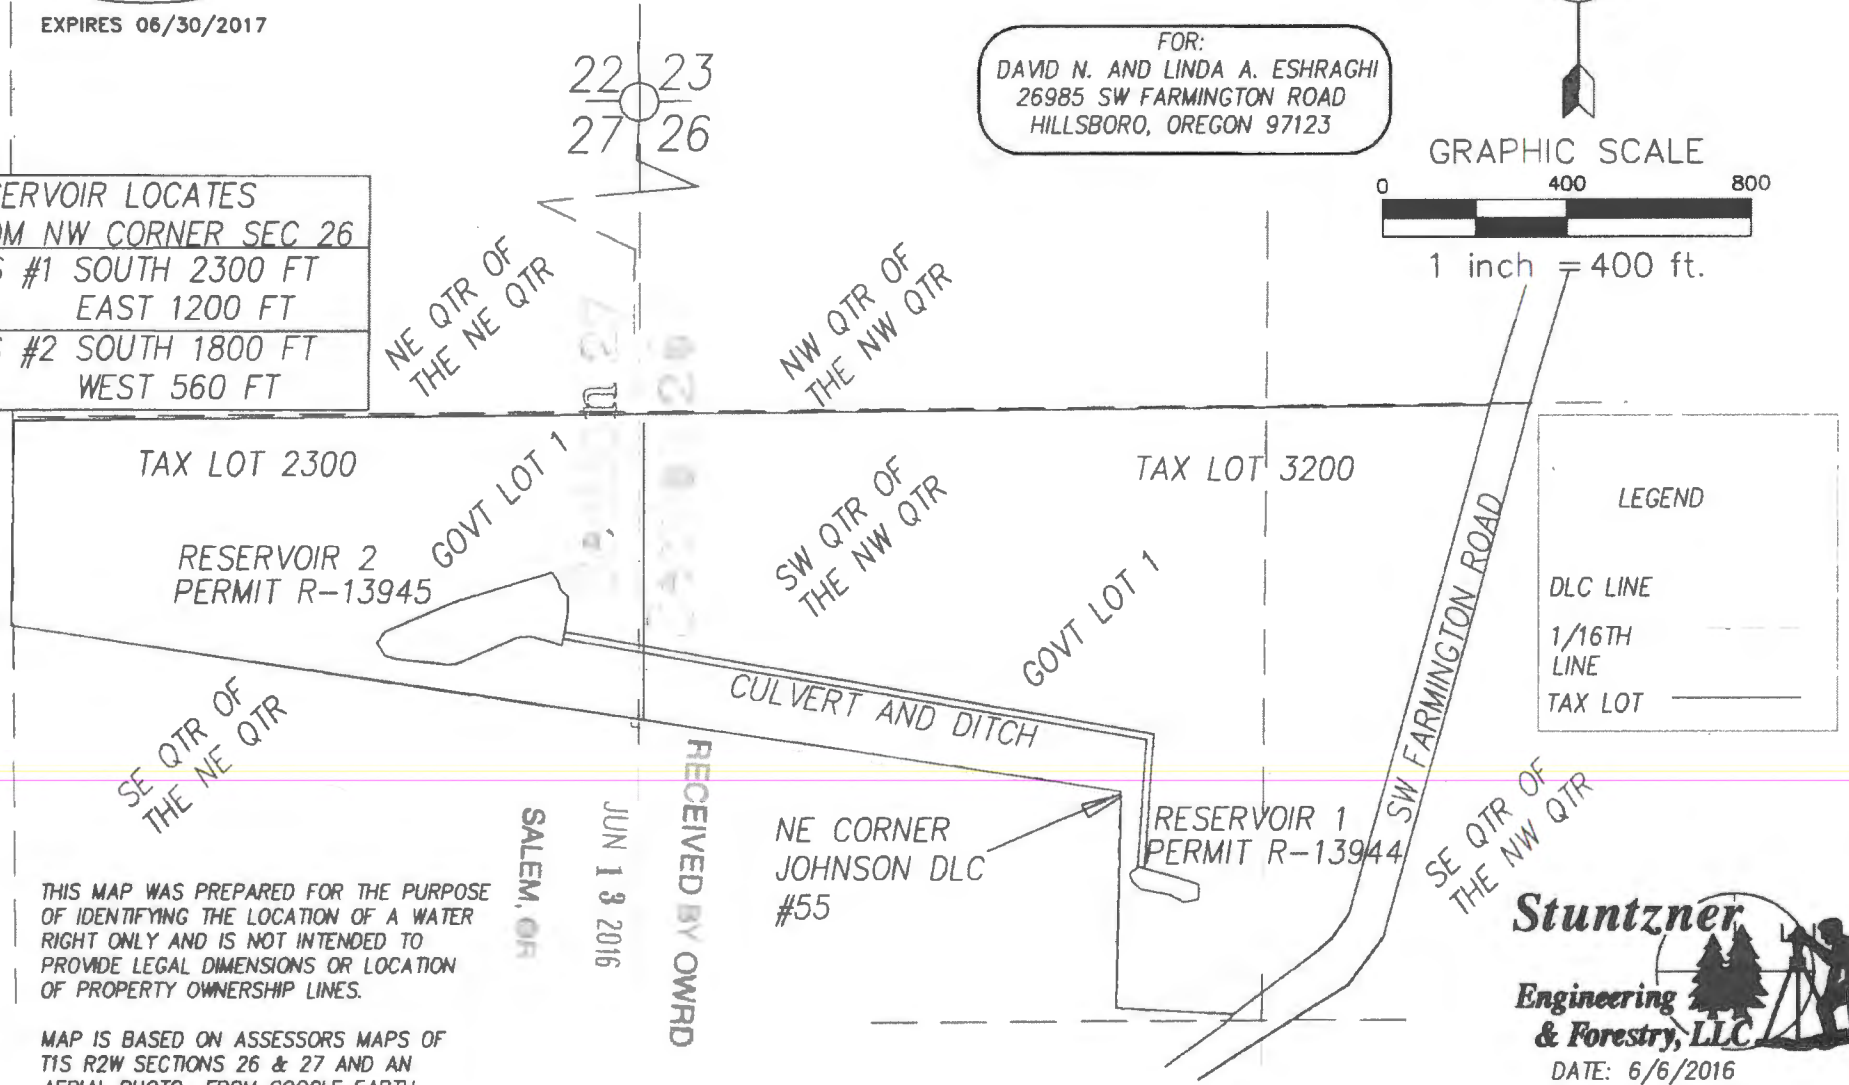 EXPIRES 06/30/2017
22 23
27 26
FOR:
DAVID N. AND LINDA A. ESHRAGHI
26985 SW FARMINGTON ROAD
HILLSBORO, OREGON 97123
GRAPHIC SCALE
0 400 800
1 inch = 400 ft.
ERVOIR LOCATES
OM NW CORNER SEC 26
S #1 SOUTH 2300 FT
EAST 1200 FT
S #2 SOUTH 1800 FT
WEST 560 FT
NE QTR OF
THE NE QTR
NW QTR OF
THE NW QTR
TAX LOT 2300
GOVT LOT 1
SW QTR OF
THE NW QTR
TAX LOT 3200
RESERVOIR 2
PERMIT R-13945
GOVT LOT 1
SW FARMINGTON ROAD
LEGEND
DLC LINE
1/16TH
LINE
TAX LOT
CULVERT AND DITCH
SE QTR OF
THE NE QTR
NE CORNER
JOHNSON DLC
#55
RESERVOIR 1
PERMIT R-13944
SE QTR OF
THE NW QTR
RECEIVED BY OWRD
JUN 13 2016
SALEM, OR
THIS MAP WAS PREPARED FOR THE PURPOSE
OF IDENTIFYING THE LOCATION OF A WATER
RIGHT ONLY AND IS NOT INTENDED TO
PROVIDE LEGAL DIMENSIONS OR LOCATION
OF PROPERTY OWNERSHIP LINES.
MAP IS BASED ON ASSESSORS MAPS OF
T1S R2W SECTIONS 26 & 27 AND AN
AERIAL PHOTO FROM GOOGLE EARTH
Stuntzner
Engineering
& Forestry, LLC
DATE: 6/6/2016